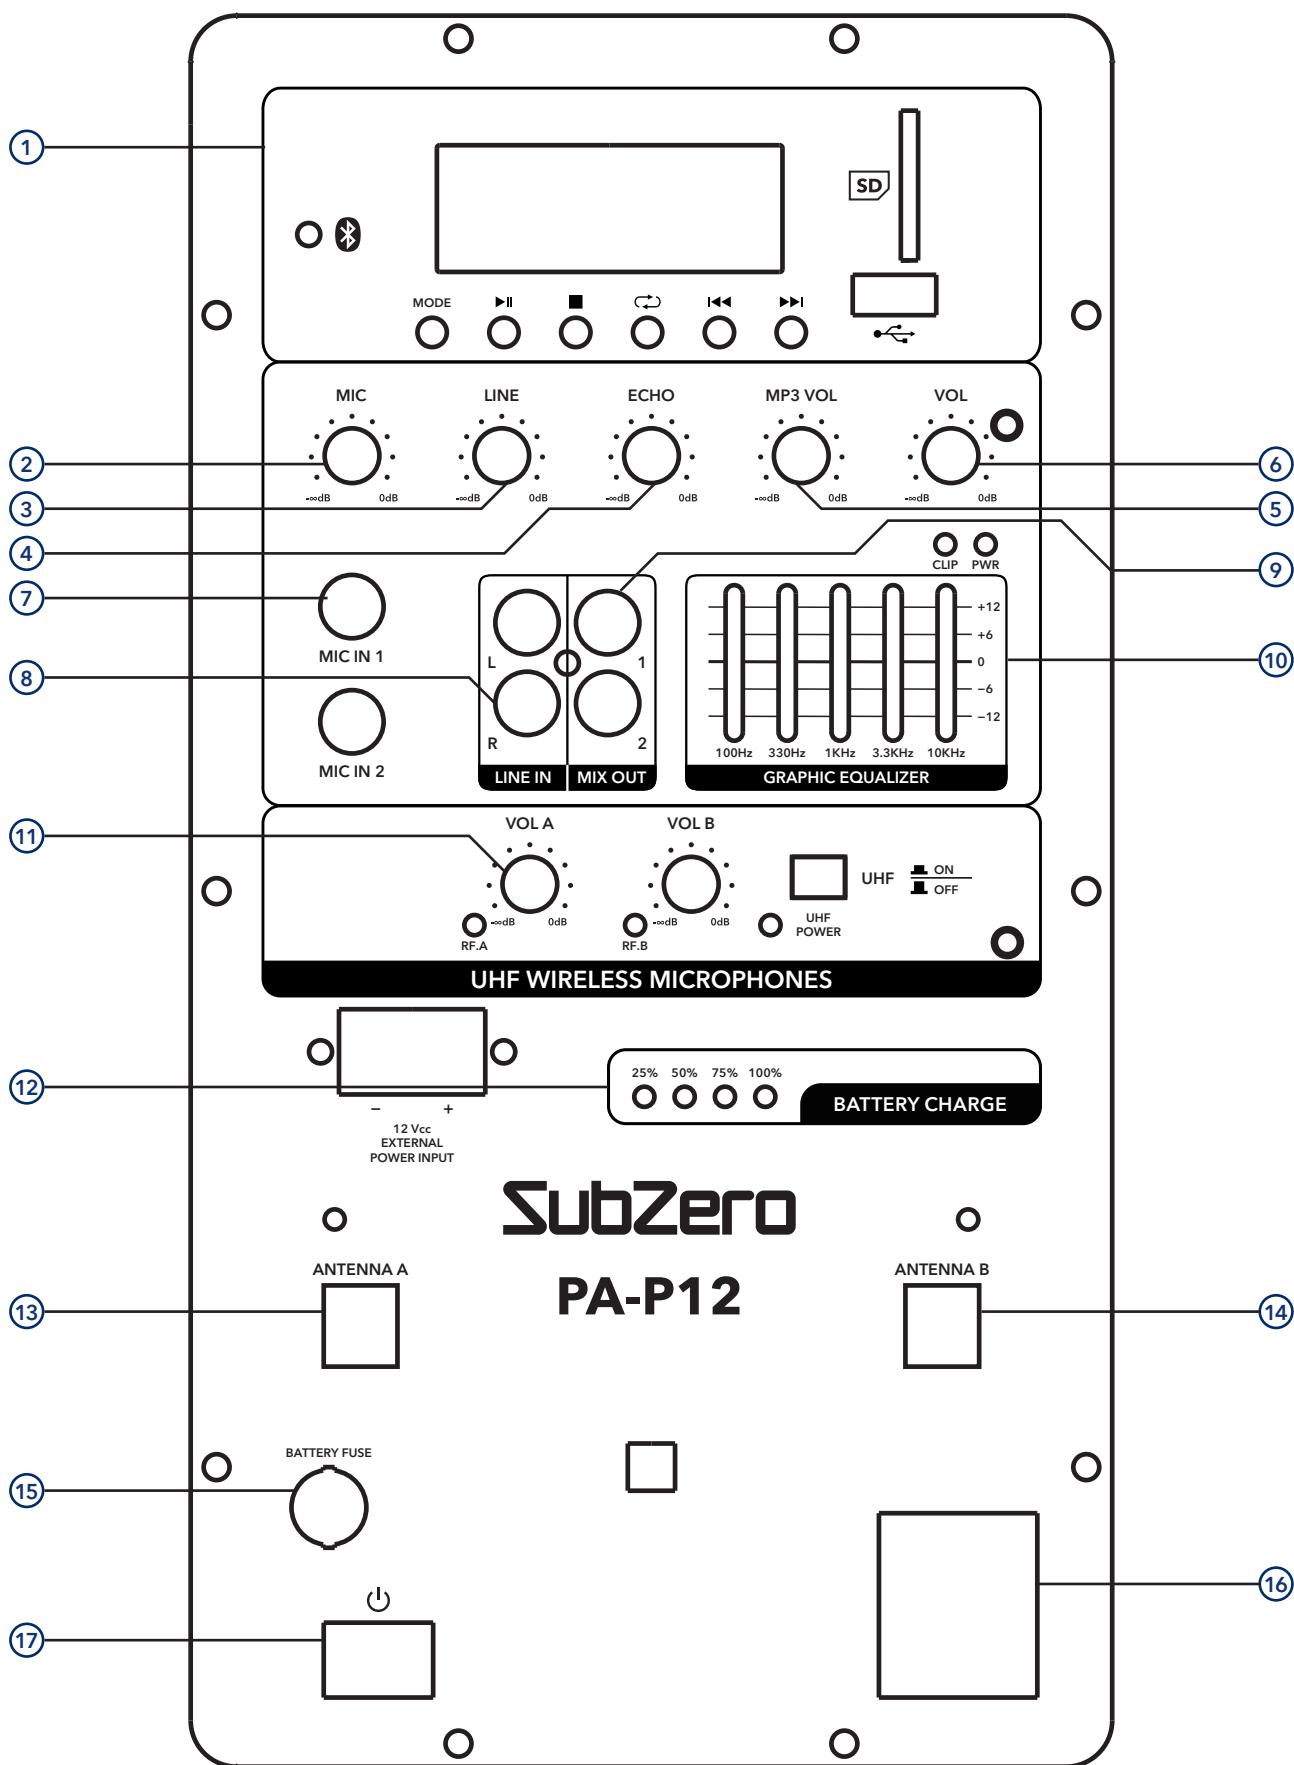 1
SD
MODE
MIC LINE ECHO MP3 VOL VOL
2
6
-∞dB 0dB -∞dB 0dB -∞dB 0dB -∞dB 0dB -∞dB 0dB
3
5
4
9
CLIP PWR
7
+12
+6
0
-6
-12
MIC IN 1
L 1
10
8
R 2
MIC IN 2
100Hz 330Hz 1KHz 3.3KHz 10KHz
LINE IN MIX OUT
GRAPHIC EQUALIZER
11
VOL A VOL B
UHF ON
OFF
-∞dB 0dB -∞dB 0dB
RF.A RF.B
UHF
POWER
UHF WIRELESS MICROPHONES
12
25% 50% 75% 100%
BATTERY CHARGE
– +
12 Vcc
EXTERNAL
POWER INPUT
SubZero
PA-P12
ANTENNA A ANTENNA B
13
14
BATTERY FUSE
15
16
17